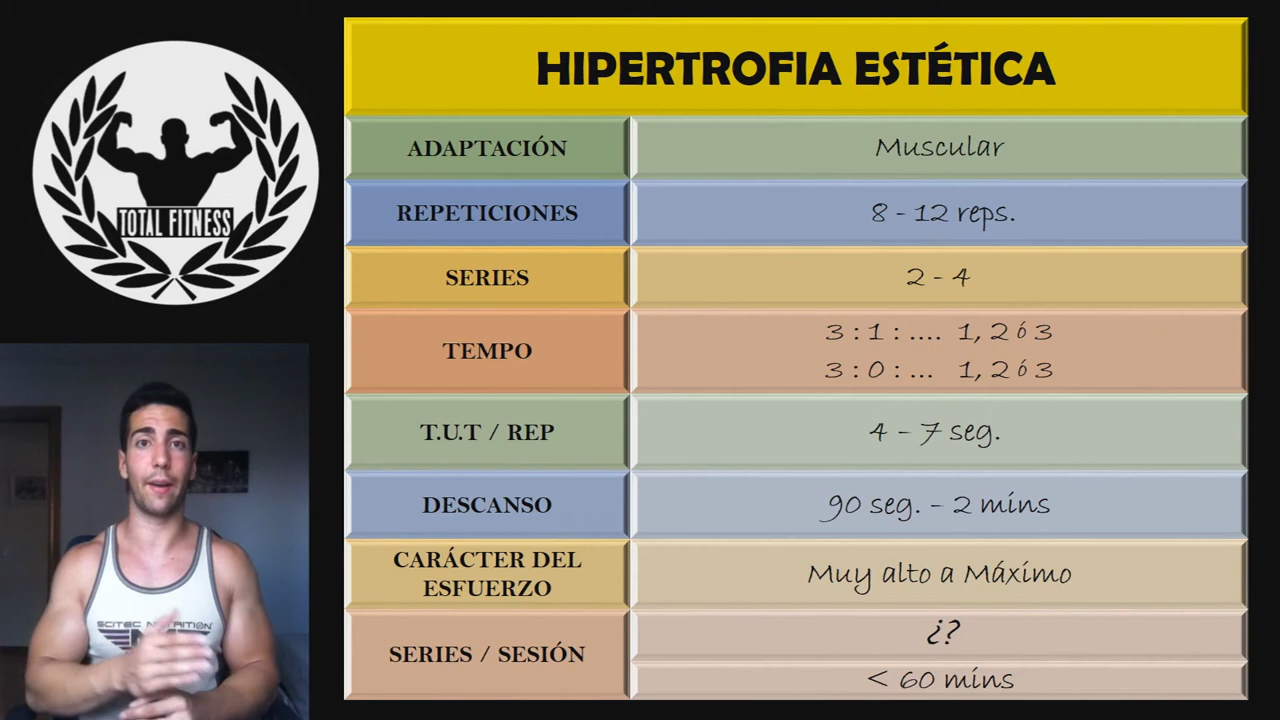 TOTAL FITNESS
HIPERTROFIA ESTÉTICA
ADAPTACIÓN
Muscular
REPETICIONES
8 - 12 reps.
SERIES
2 - 4
TEMPO
3 : 1 : .... 1, 2 ó 3
3 : 0 : ... 1, 2 ó 3
T.U.T / REP
4 - 7 seg.
DESCANSO
90 seg. - 2 mins
CARÁCTER DEL
ESFUERZO
Muy alto a Máximo
SERIES / SESIÓN
¿?
< 60 mins
SCITEC NUTRITION